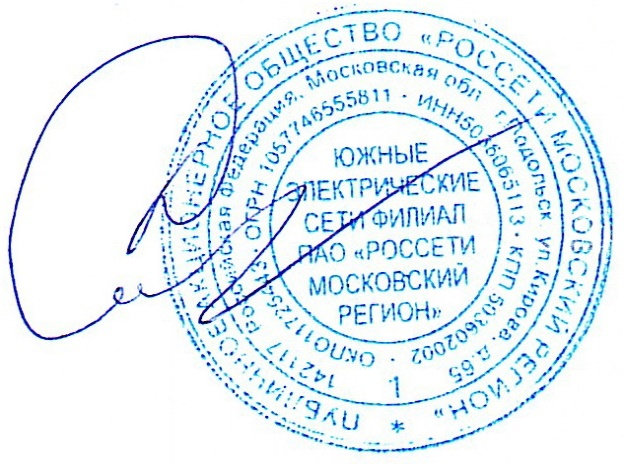 ПУБЛИЧНОЕ АКЦИОНЕРНОЕ ОБЩЕСТВО «РОССЕТИ МОСКОВСКИЙ РЕГИОН» *
142117 Российская Федерация, Московская обл. г.Подольск, ул.Кирова, д.65
ОГРН 1057746555811 · ИНН5036065113 · КПП 503602002 ·
ЮЖНЫЕ
ЭЛЕКТРИЧЕСКИЕ
СЕТИ ФИЛИАЛ
ПАО «РОССЕТИ
МОСКОВСКИЙ
РЕГИОН»
1